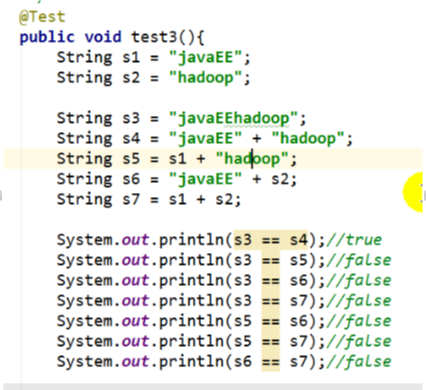 @Test
public void test3(){
String s1 = "javaEE";
String s2 = "hadoop";
String s3 = "javaEEhadoop";
String s4 = "javaEE" + "hadoop";
String s5 = s1 + "hadoop";
String s6 = "javaEE" + s2;
String s7 = s1 + s2;
System.out.println(s3 == s4);//true
System.out.println(s3 == s5);//false
System.out.println(s3 == s6);//false
System.out.println(s3 == s7);//false
System.out.println(s5 == s6);//false
System.out.println(s5 == s7);//false
System.out.println(s6 == s7);//false